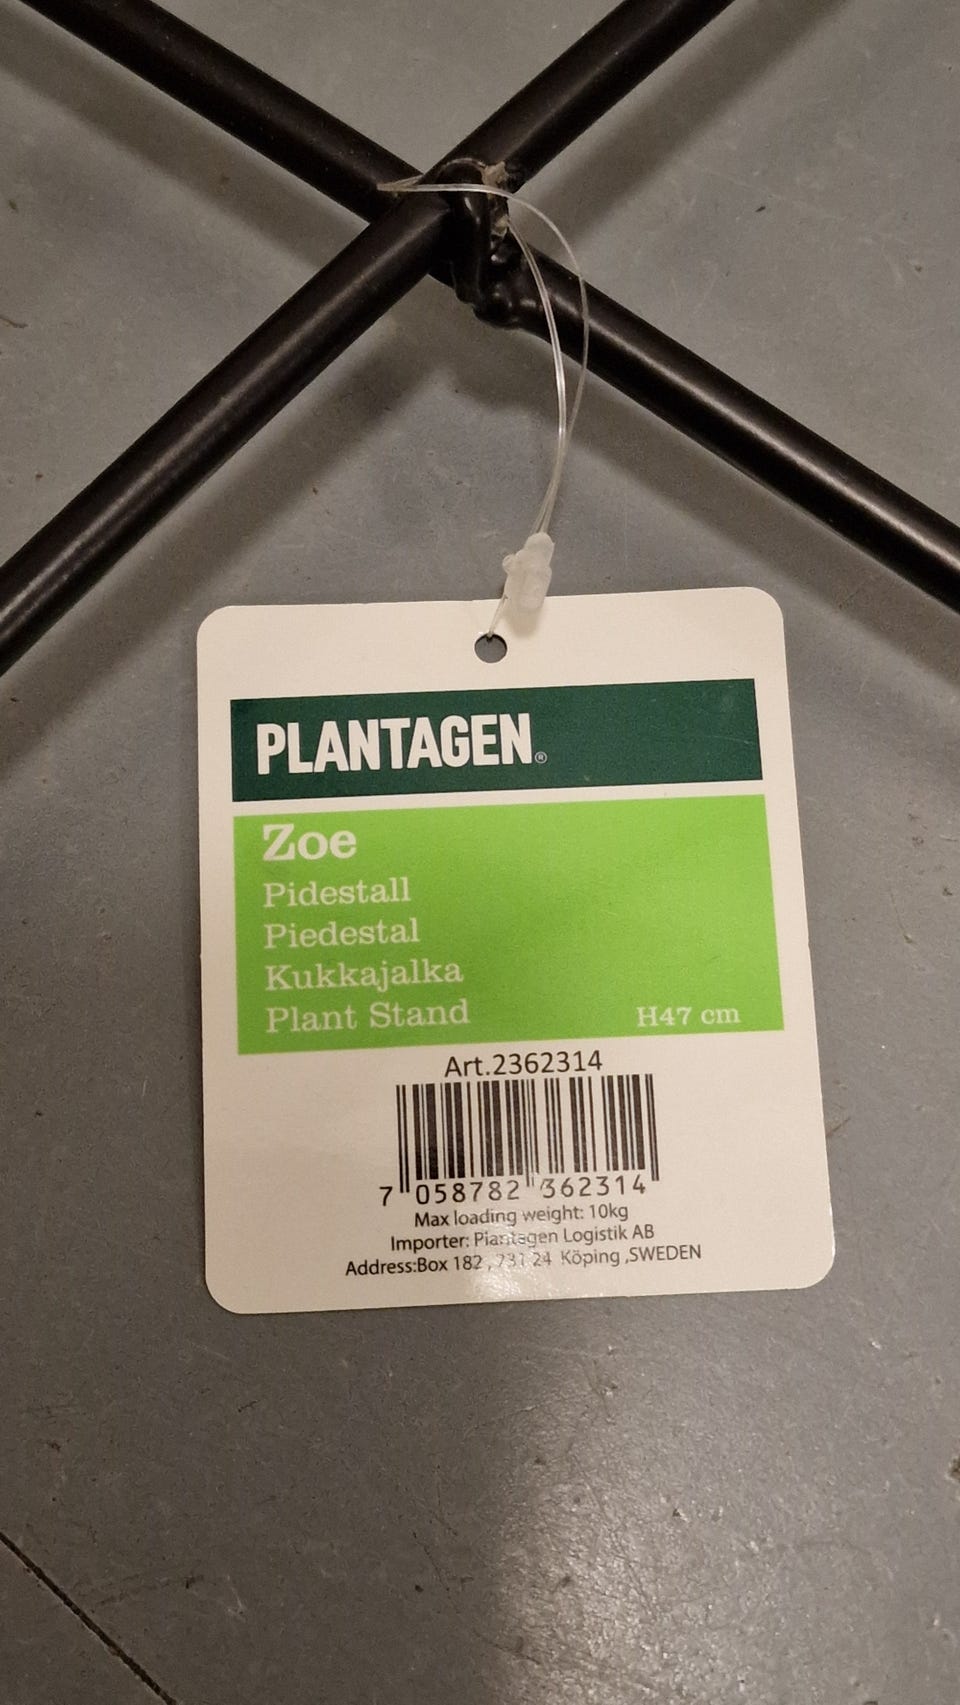 PLANTAGEN®
Zoe
Pidestall
Piedestal
Kukkajalka
Plant Stand H47 cm
Art.2362314
7 058782 362314
Max loading weight: 10kg
Importer: Plantagen Logistik AB
Address:Box 182 , 731 24 Köping ,SWEDEN